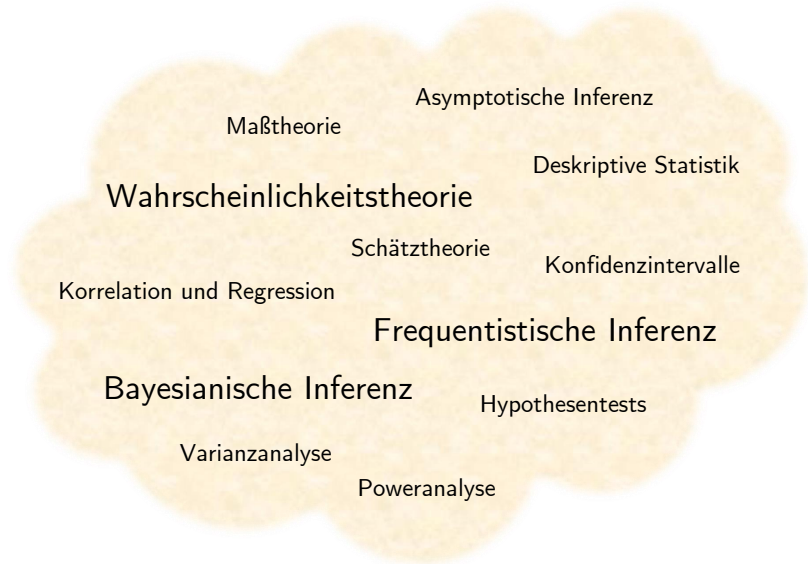 Asymptotische Inferenz
Maßtheorie
Deskriptive Statistik
Wahrscheinlichkeitstheorie
Schätztheorie
Konfidenzintervalle
Korrelation und Regression
Frequentistische Inferenz
Bayesianische Inferenz
Hypothesentests
Varianzanalyse
Poweranalyse